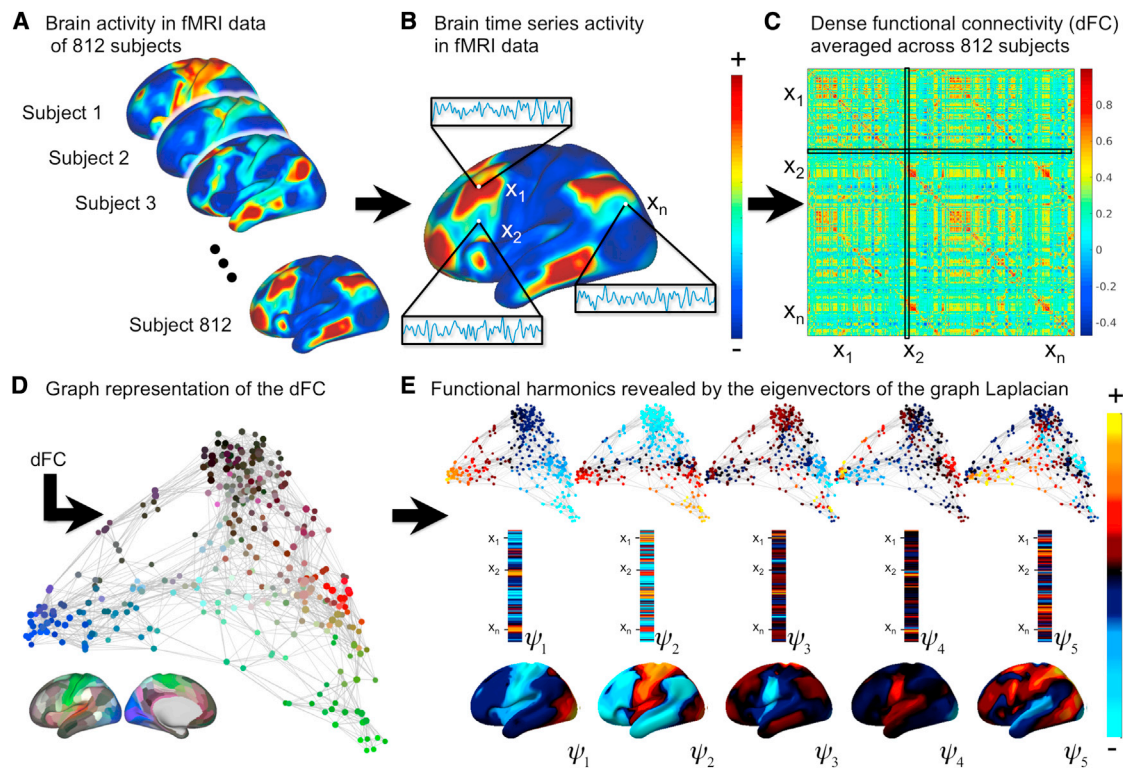 A Brain activity in fMRI data
of 812 subjects
Subject 1
Subject 2
Subject 3
Subject 812
B Brain time series activity
in fMRI data
x1
x2
xn
+
-
C Dense functional connectivity (dFC)
averaged across 812 subjects
x1
x2
xn
x1 x2 xn
0.8
0.6
0.4
0.2
0
-0.2
-0.4
D Graph representation of the dFC
dFC
E Functional harmonics revealed by the eigenvectors of the graph Laplacian
+
-
x1
x2
xn
ψ1
x1
x2
xn
ψ2
x1
x2
xn
ψ3
x1
x2
xn
ψ4
x1
x2
xn
ψ5
ψ1 ψ2 ψ3 ψ4 ψ5